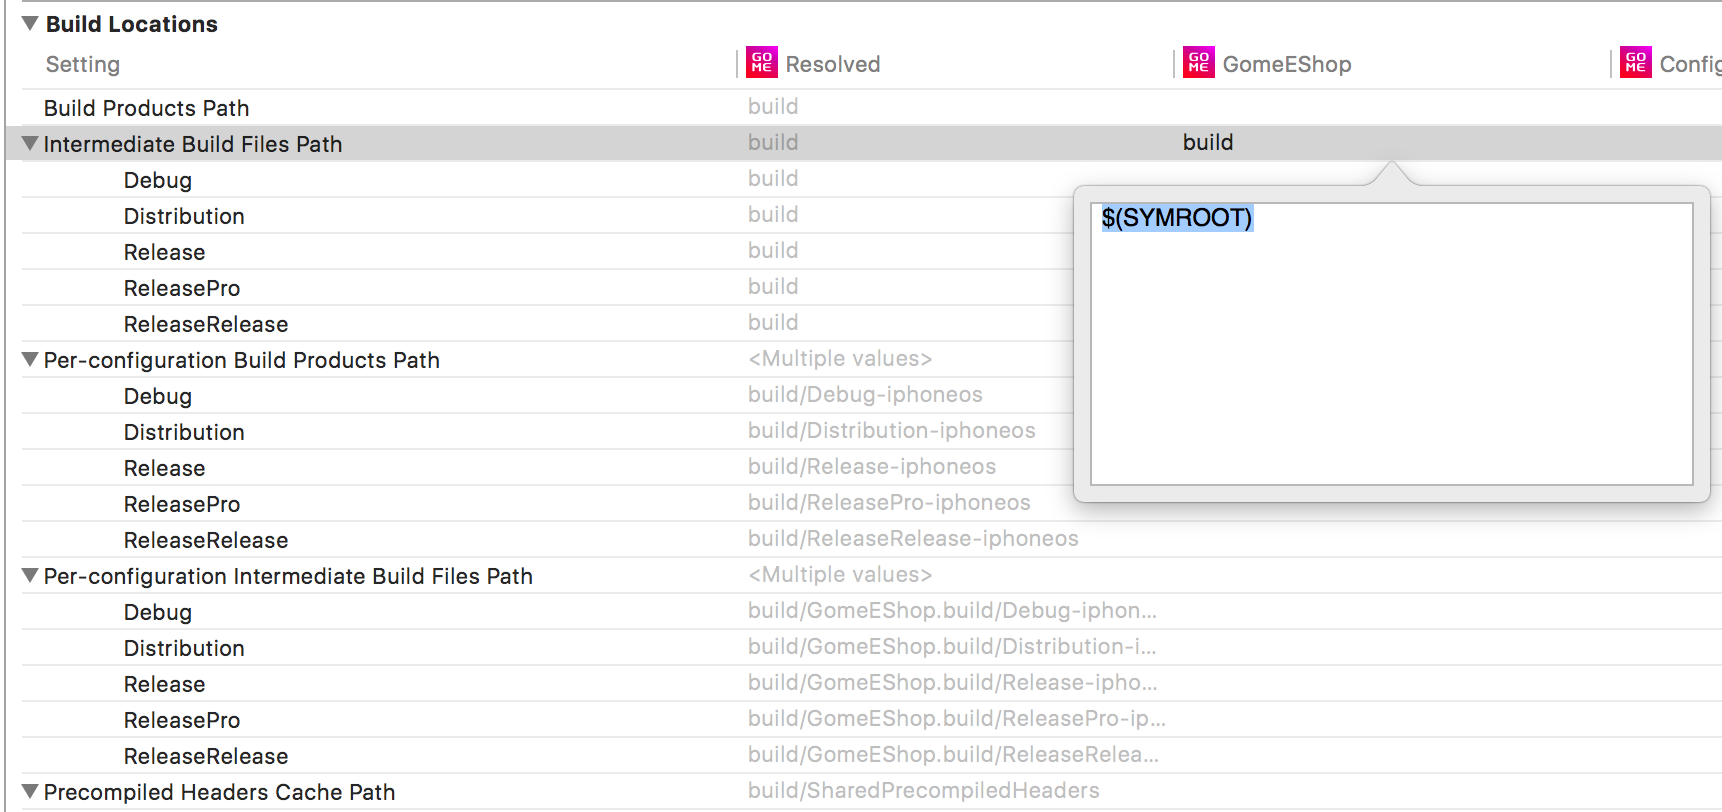 Build Locations
Setting GO ME Resolved GO ME GomeEShop GO ME Config
Build Products Path build
Intermediate Build Files Path build build
Debug build
$(SYMROOT)
Distribution build
Release build
ReleasePro build
ReleaseRelease build
Per-configuration Build Products Path <Multiple values>
Debug build/Debug-iphoneos
Distribution build/Distribution-iphoneos
Release build/Release-iphoneos
ReleasePro build/ReleasePro-iphoneos
ReleaseRelease build/ReleaseRelease-iphoneos
Per-configuration Intermediate Build Files Path <Multiple values>
Debug build/GomeEShop.build/Debug-iphon...
Distribution build/GomeEShop.build/Distribution-i...
Release build/GomeEShop.build/Release-ipho...
ReleasePro build/GomeEShop.build/ReleasePro-ip...
ReleaseRelease build/GomeEShop.build/ReleaseRelea...
Precompiled Headers Cache Path build/SharedPrecompiledHeaders